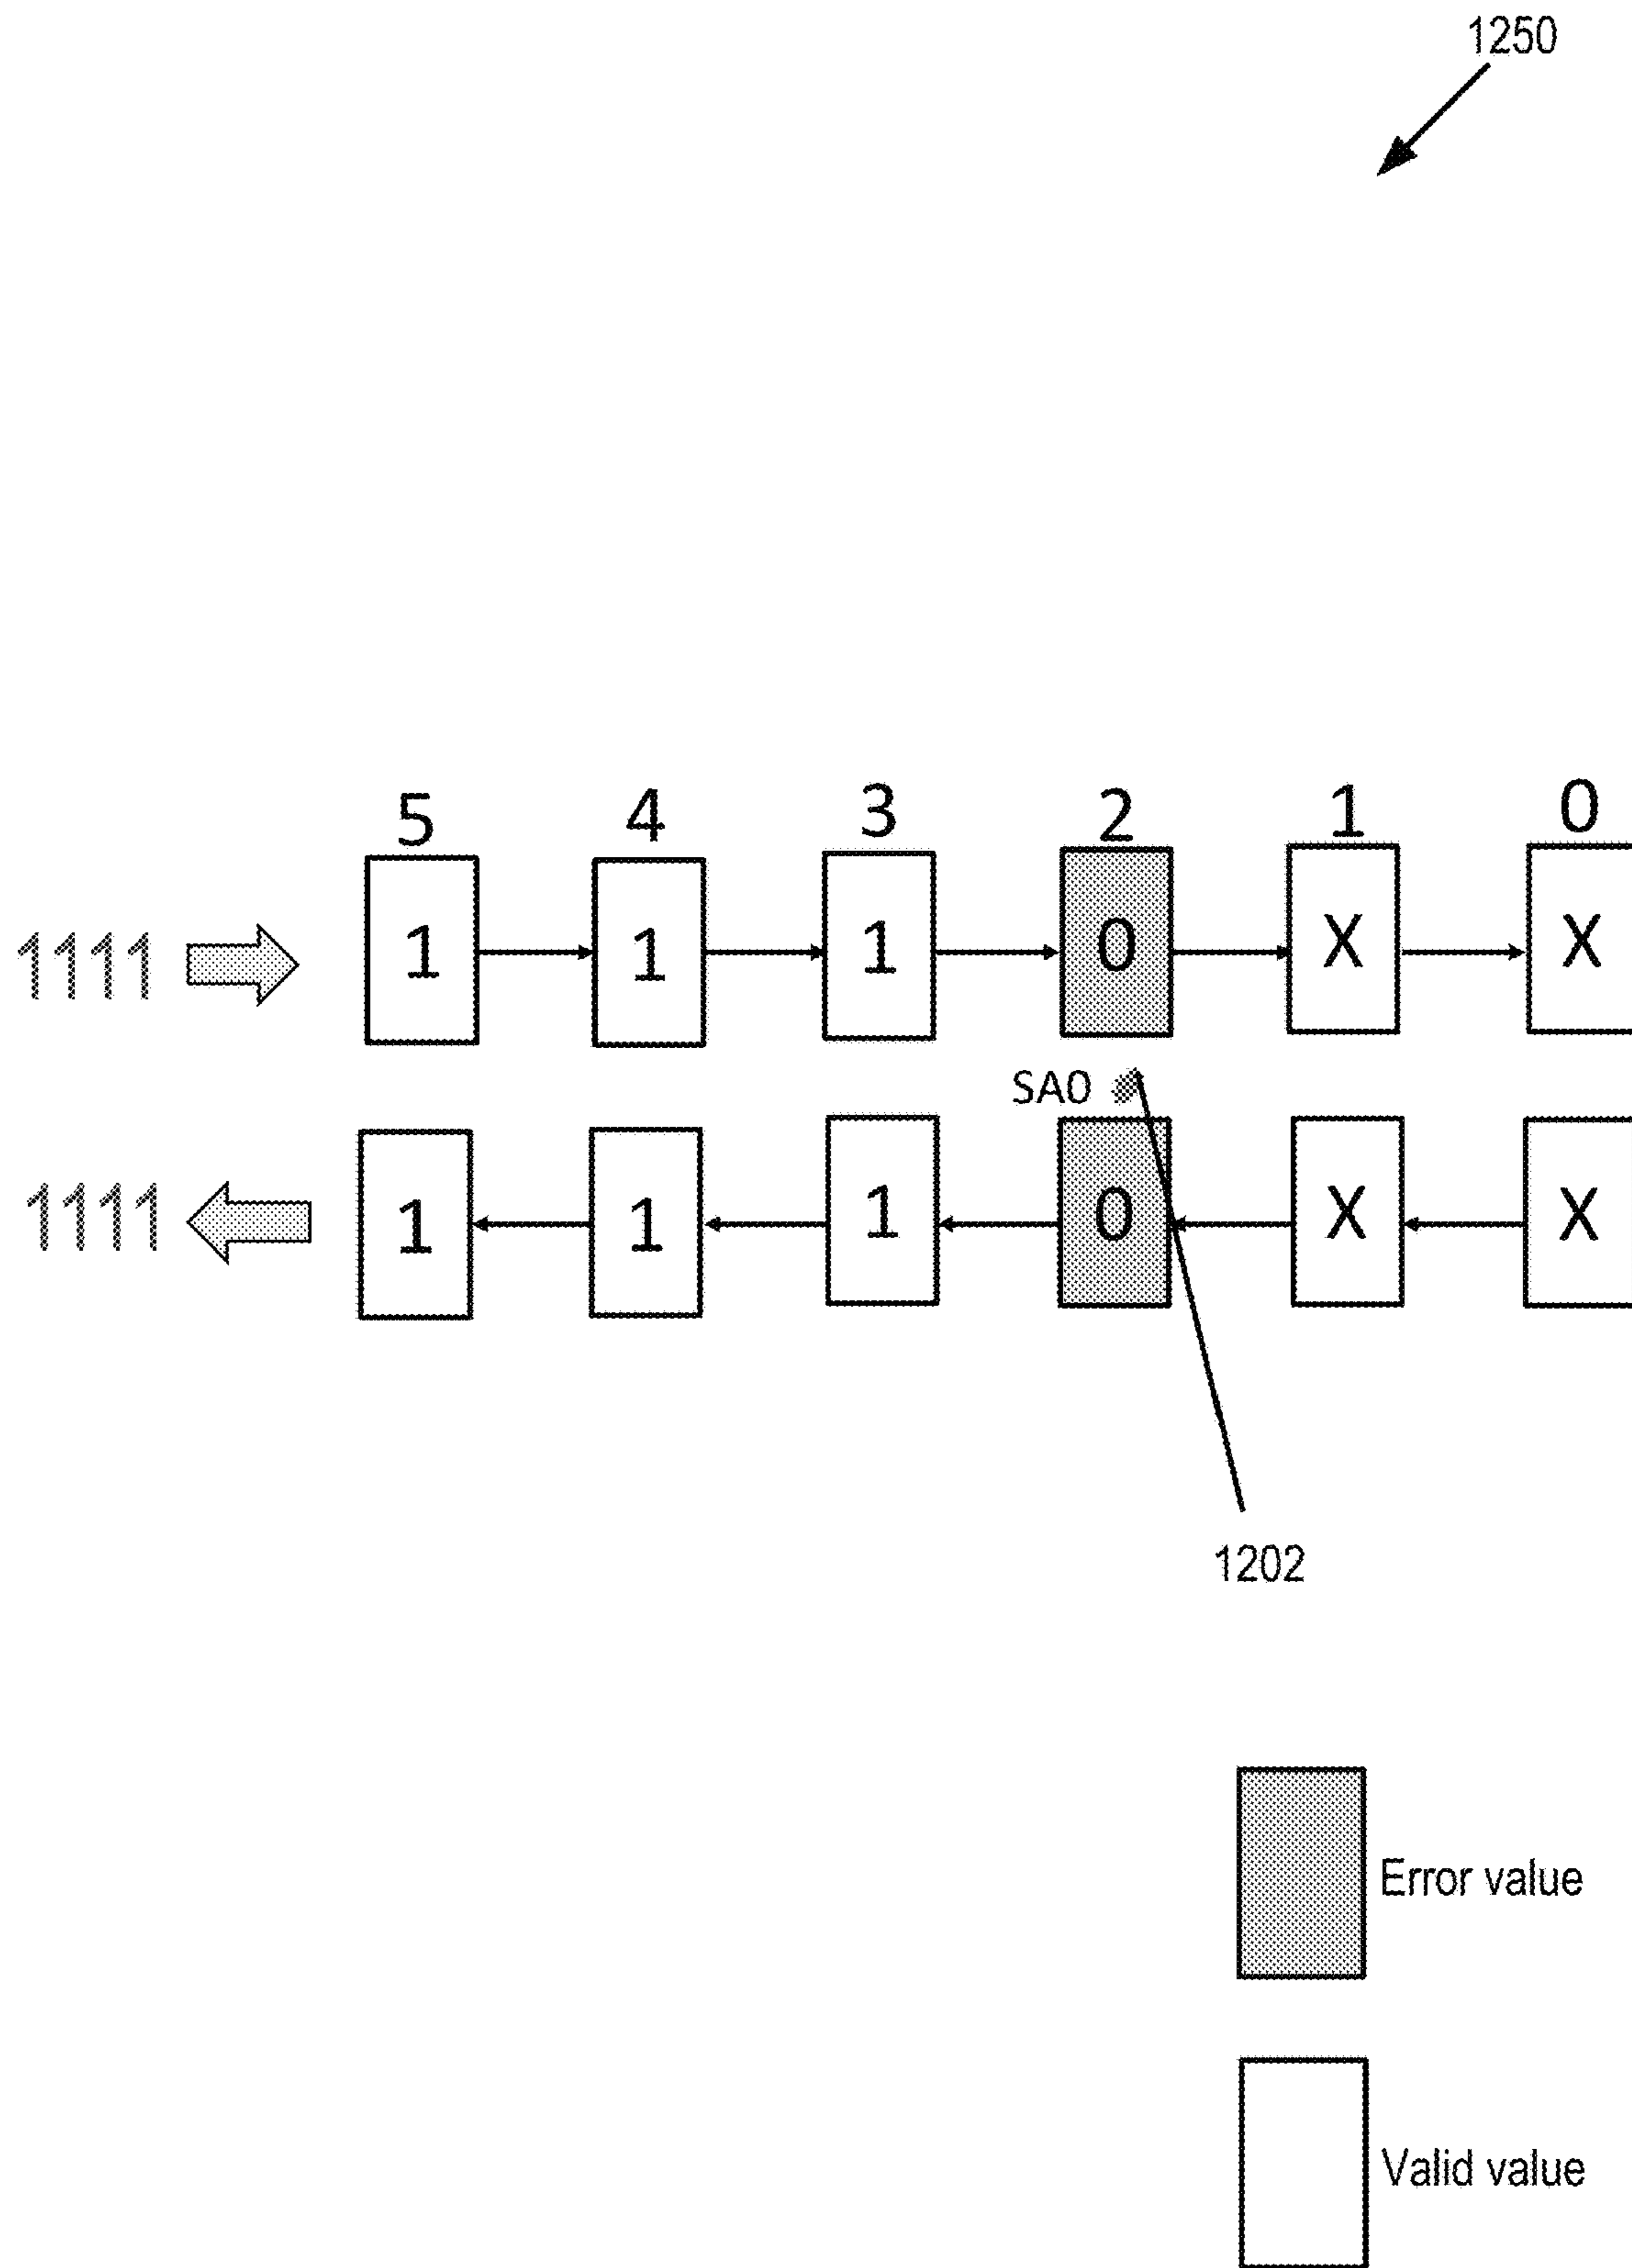 1250
5 4 3 2 1 0
1111 1 1 1 0 X X
SA0
1111 1 1 1 0 X X
1202
Error value
Valid value